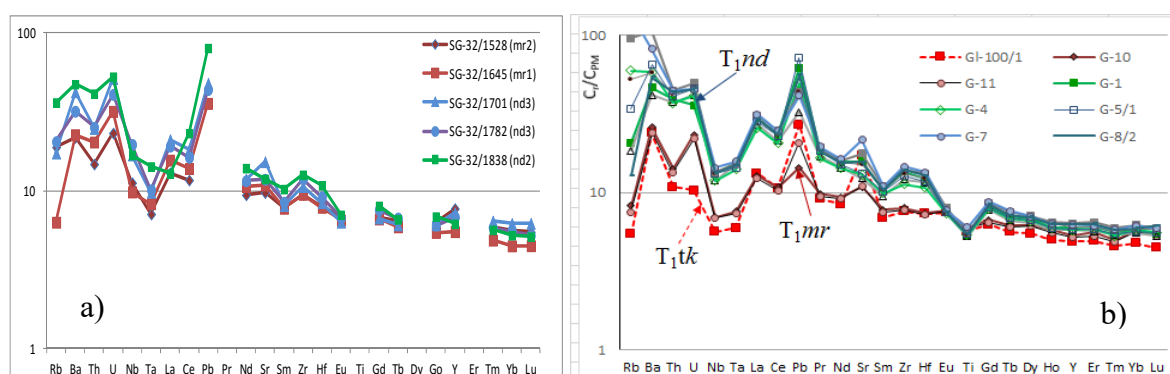 100
10
1
SG-32/1528 (mr2)
SG-32/1645 (mr1)
SG-32/1701 (nd3)
SG-32/1782 (nd3)
SG-32/1838 (nd2)
a)
Rb Ba Th U Nb Ta La Ce Pb Pr Nd Sr Sm Zr Hf Eu Ti Gd Tb Dy Go Y Er Tm Yb Lu
100
10
1
Cᵣ/C_PM
T₁nd
T₁mr
T₁tk
GI-100/1 G-10
G-11 G-1
G-4 G-5/1
G-7 G-8/2
b)
Rb Ba Th U Nb Ta La Ce Pb Pr Nd Sr Sm Zr Hf Eu Ti Gd Tb Dy Ho Y Er Tm Yb Lu